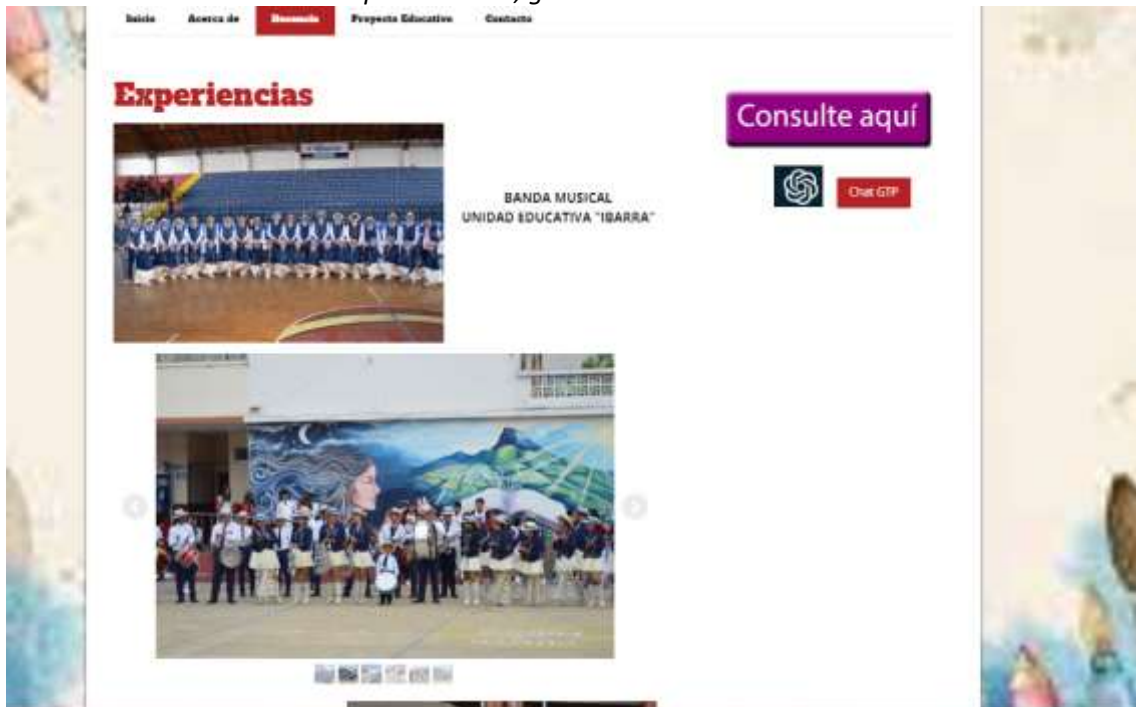 Inicio Acerca de Docencia Proyecto Educativo Contacto
Experiencias
Consulte aquí
Chat GTP
BANDA MUSICAL
UNIDAD EDUCATIVA "IBARRA"